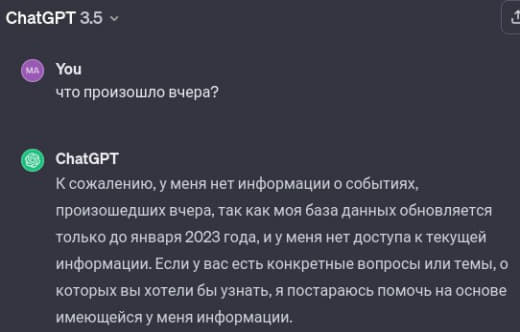 ChatGPT 3.5
MA
You
что произошло вчера?
ChatGPT
К сожалению, у меня нет информации о событиях,
произошедших вчера, так как моя база данных обновляется
только до января 2023 года, и у меня нет доступа к текущей
информации. Если у вас есть конкретные вопросы или темы, о
которых вы хотели бы узнать, я постараюсь помочь на основе
имеющейся у меня информации.